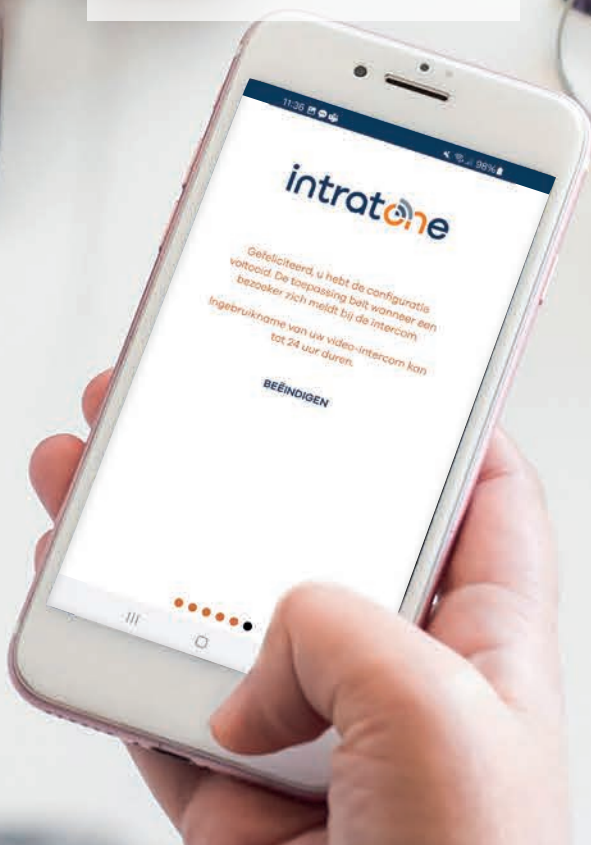 11:36
98%
intratone
Gefeliciteerd, u hebt de configuratie
voltooid. De toepassing belt wanneer een
bezoeker zich meldt bij de intercom.
Ingebruikname van uw video-intercom kan
tot 24 uur duren.
BEËINDIGEN